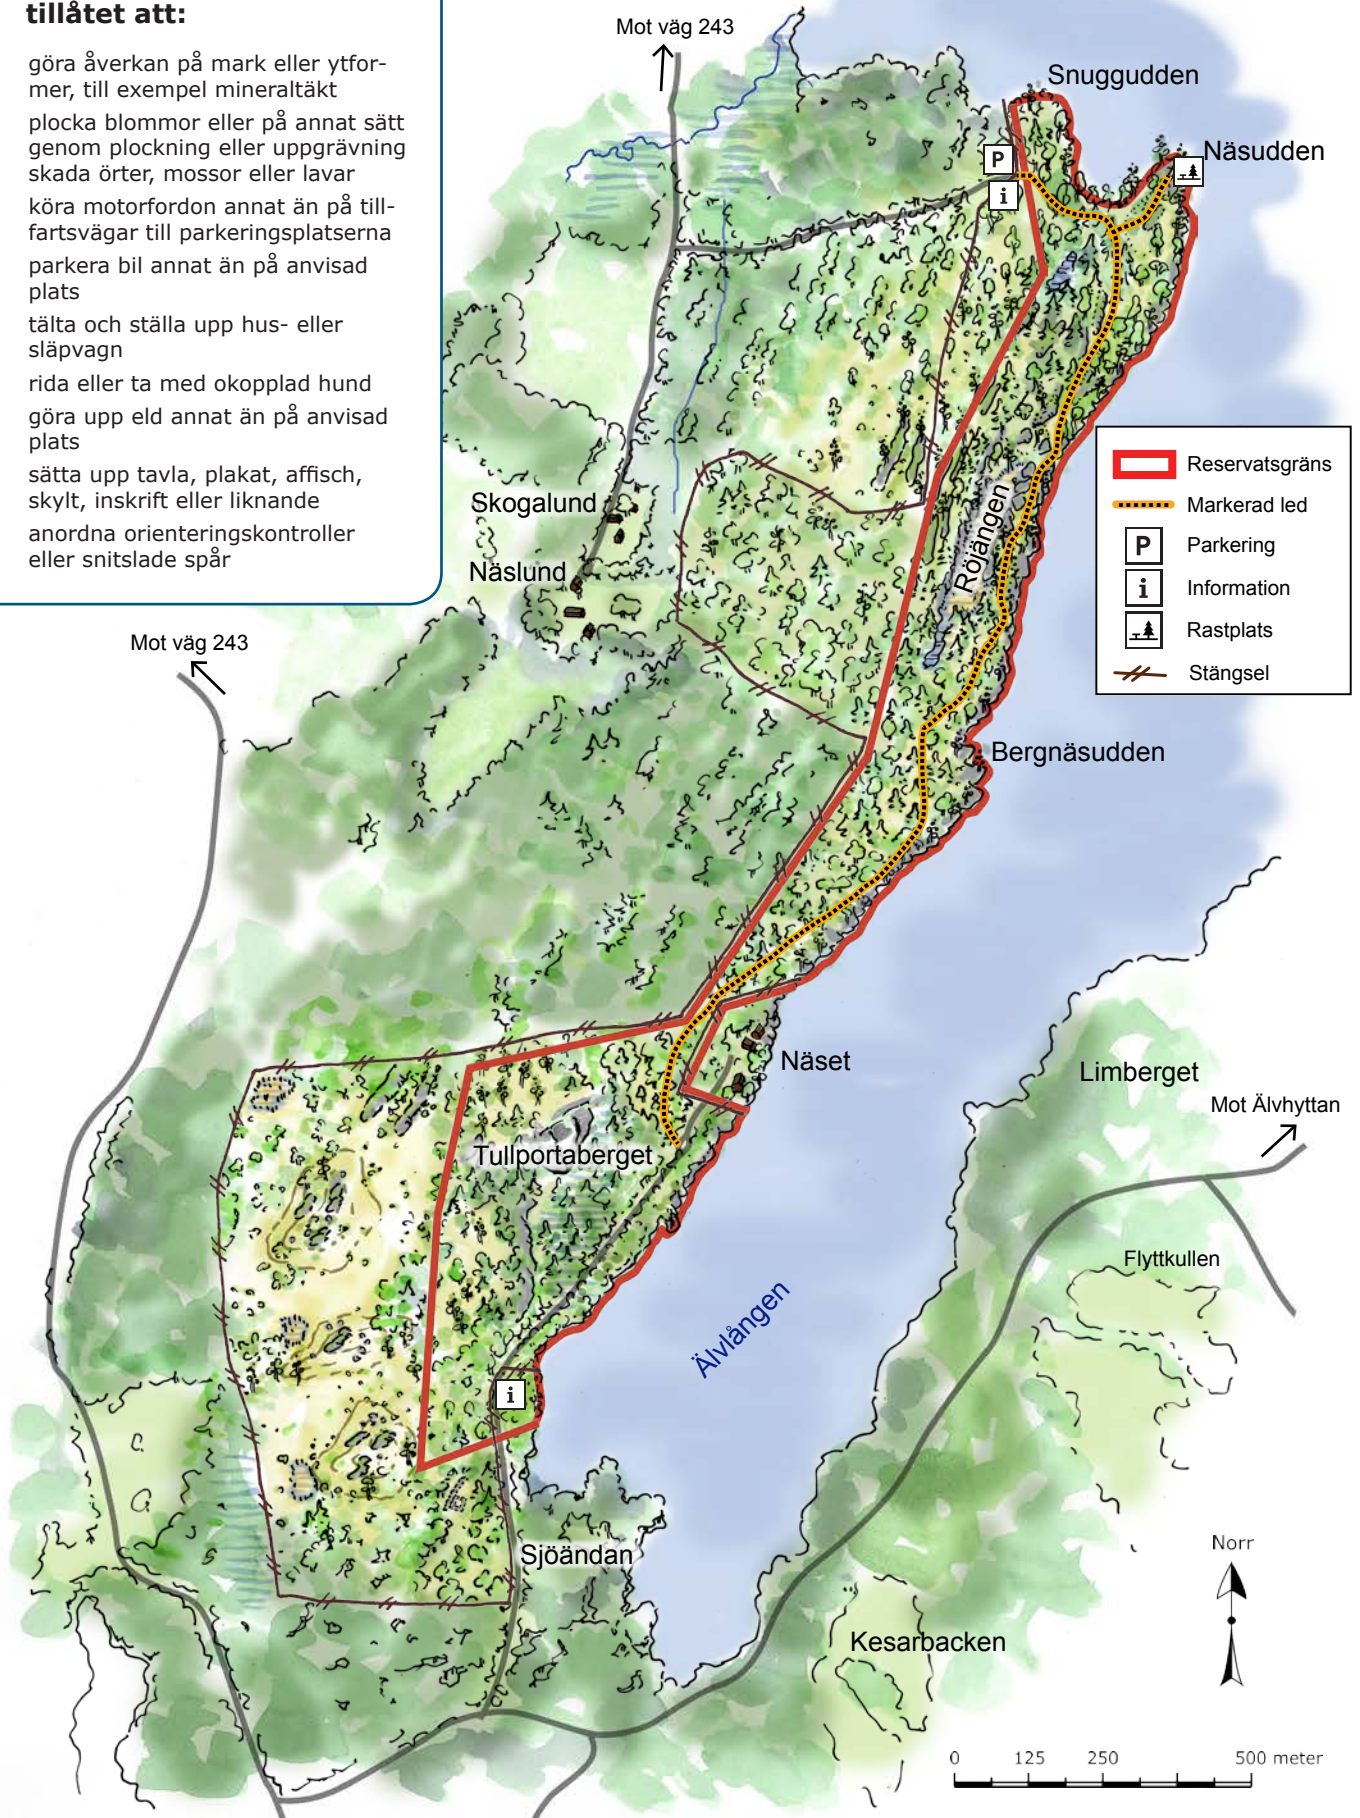 tillåtet att:
göra åverkan på mark eller ytfor-
mer, till exempel mineraltäkt
plocka blommor eller på annat sätt
genom plockning eller uppgrävning
skada örter, mossor eller lavar
köra motorfordon annat än på till-
fartsvägar till parkeringsplatserna
parkera bil annat än på anvisad
plats
tälta och ställa upp hus- eller
släpvagn
rida eller ta med okopplad hund
göra upp eld annat än på anvisad
plats
sätta upp tavla, plakat, affisch,
skylt, inskrift eller liknande
anordna orienteringskontroller
eller snitslade spår
Mot väg 243
Snuggudden
P
Näsudden
i
Reservatsgräns
Markerad led
P Parkering
i Information
Rastplats
Stängsel
Skogalund
Röjängen
Näslund
Mot väg 243
Bergnäsudden
Näset
Limberget
Mot Älvhyttan
Tullportaberget
Flyttkullen
Älvlången
i
Sjöändan
Norr
Kesarbacken
0 125 250 500 meter